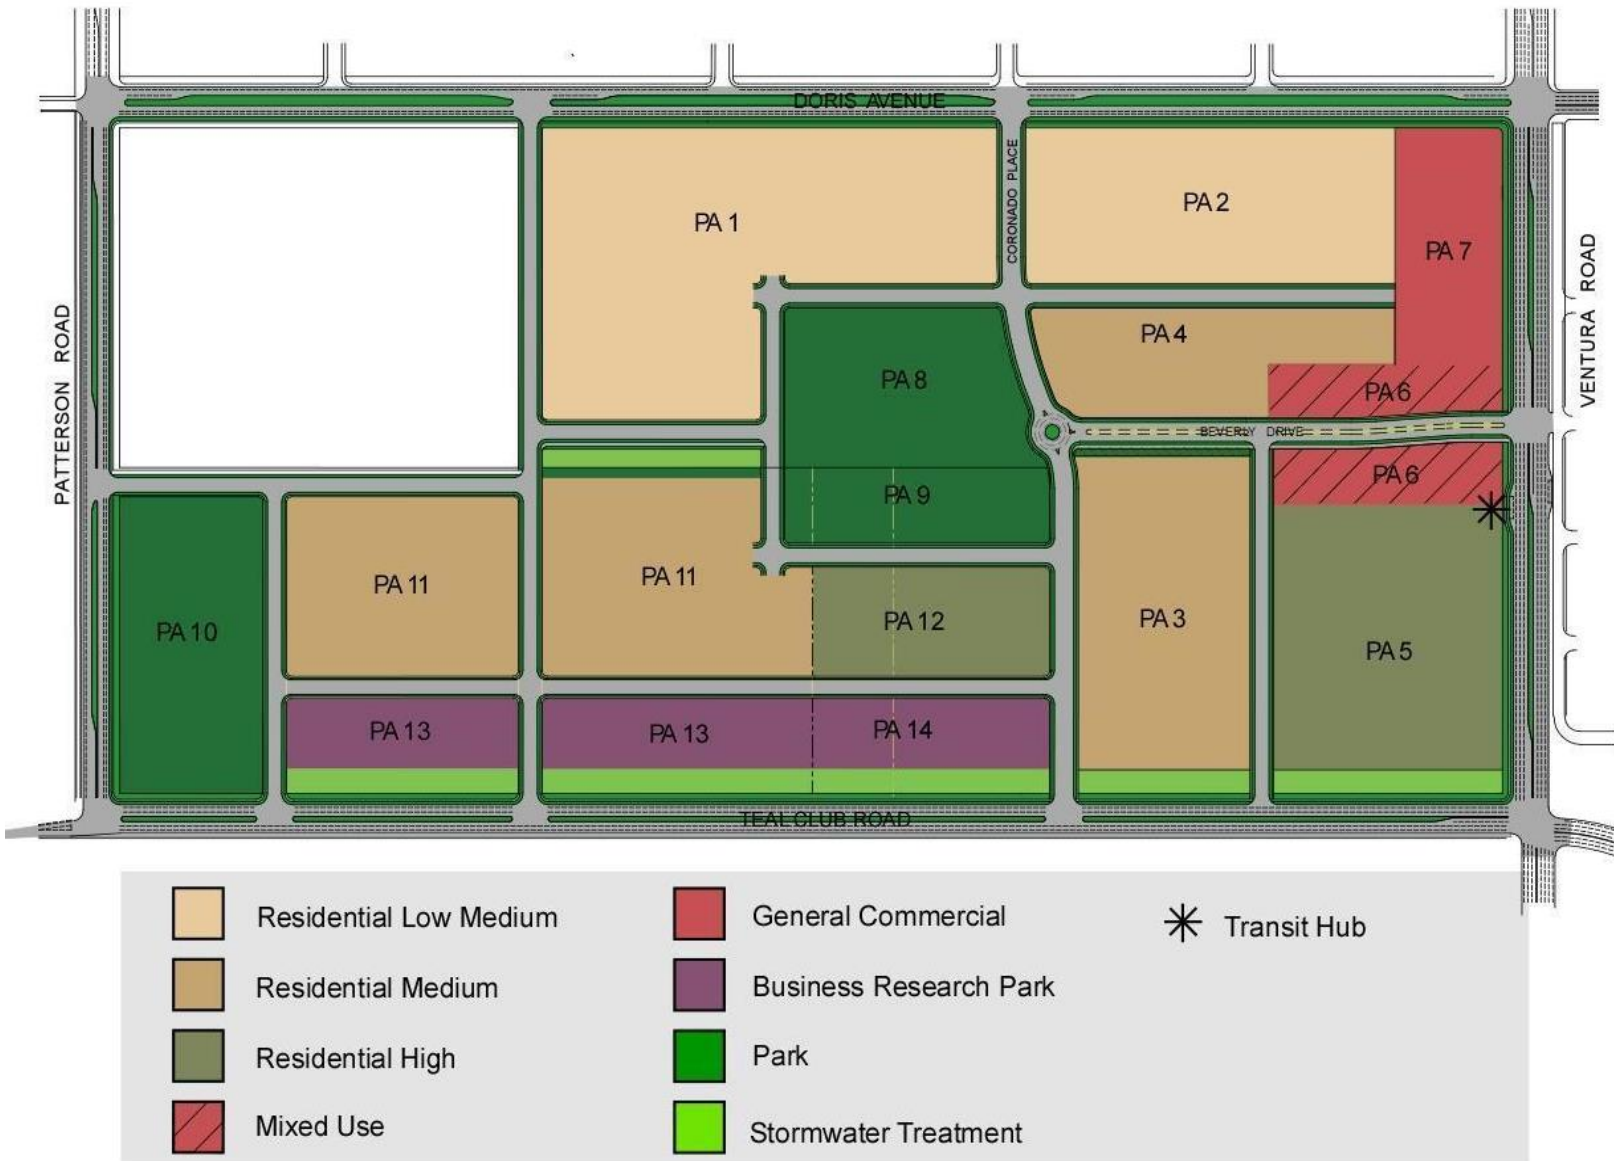 DORIS AVENUE
CORONADO PLACE
PA 1
PA 2
PA 7
PATTERSON ROAD
VENTURA ROAD
PA 4
PA 8
PA 6
BEVERLY DRIVE
PA 6
PA 9
PA 11
PA 11
PA 10
PA 12
PA 3
PA 5
PA 13
PA 13
PA 14
TEAL CLUB ROAD
Residential Low Medium
General Commercial
Transit Hub
Residential Medium
Business Research Park
Residential High
Park
Mixed Use
Stormwater Treatment